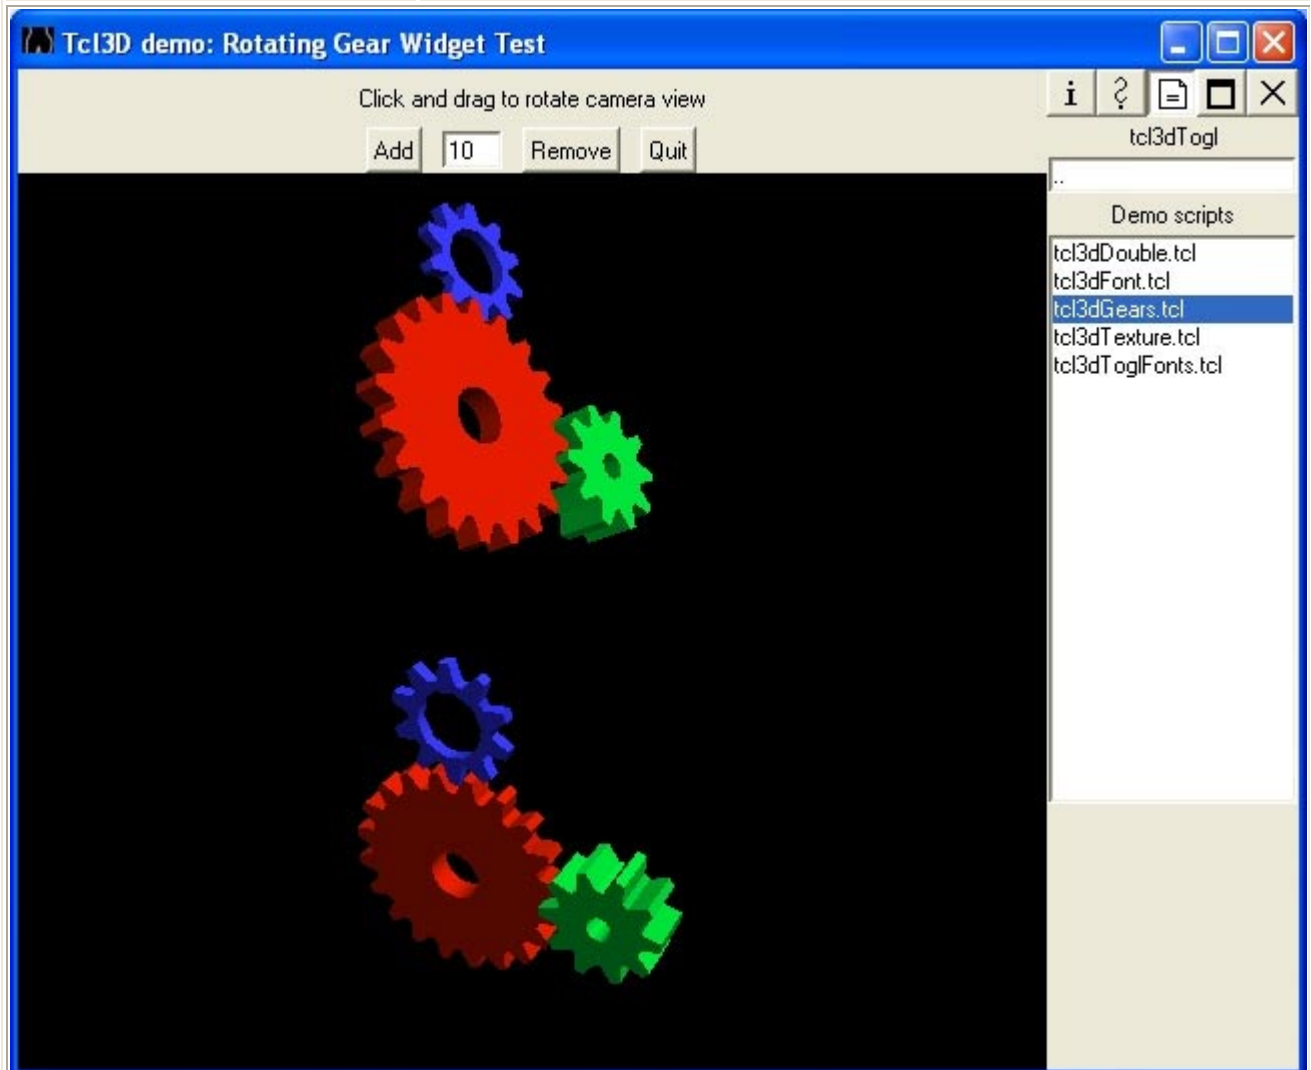 Tcl3D demo: Rotating Gear Widget Test
Click and drag to rotate camera view
Add 10 Remove Quit
i ?
tcl3dTogl
..
Demo scripts
tcl3dDouble.tcl
tcl3dFont.tcl
tcl3dGears.tcl
tcl3dTexture.tcl
tcl3dToglFonts.tcl